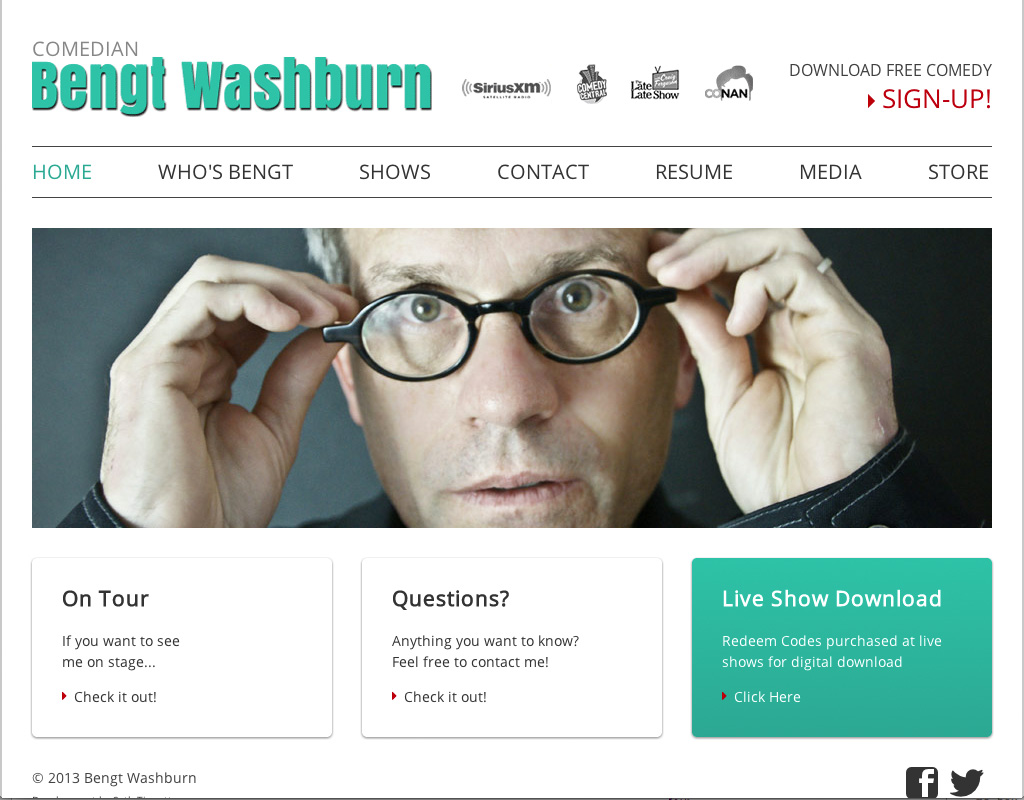 COMEDIAN
Bengt Washburn
SiriusXM
SATELLITE RADIO
COMEDY
CENTRAL
The Late
Late Show
Craig
Ferguson
CONAN
DOWNLOAD FREE COMEDY
SIGN-UP!
HOME WHO'S BENGT SHOWS CONTACT RESUME MEDIA STORE
On Tour
If you want to see
me on stage...
Check it out!
Questions?
Anything you want to know?
Feel free to contact me!
Check it out!
Live Show Download
Redeem Codes purchased at live
shows for digital download
Click Here
© 2013 Bengt Washburn